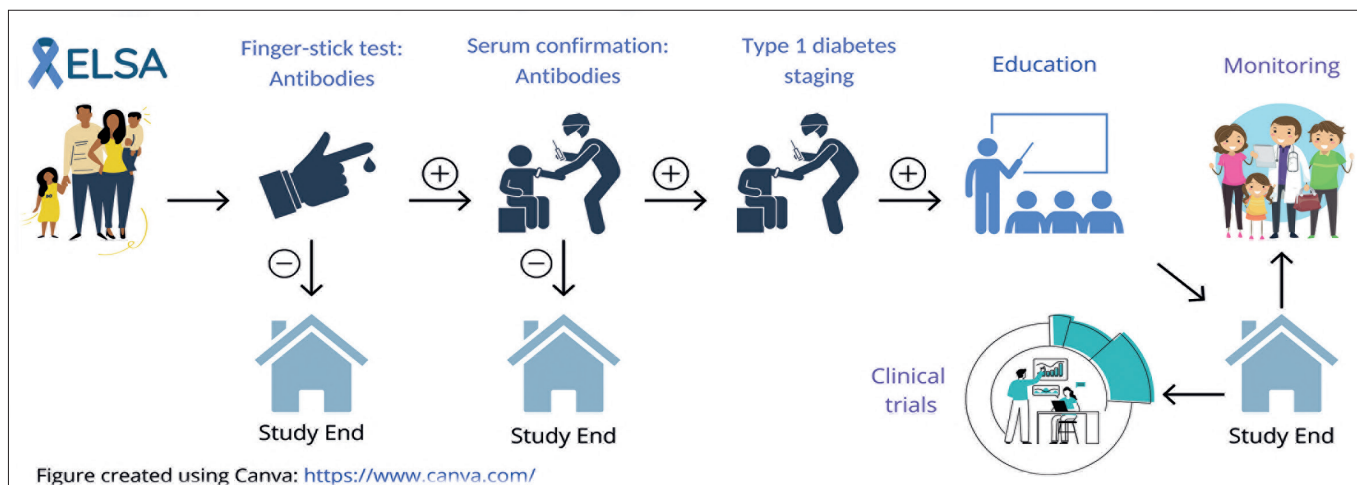 ELSA
Finger-stick test:
Antibodies
Serum confirmation:
Antibodies
Type 1 diabetes
staging
Education
Monitoring
+
+
+
−
−
Clinical
trials
Study End
Study End
Study End
Figure created using Canva: https://www.canva.com/